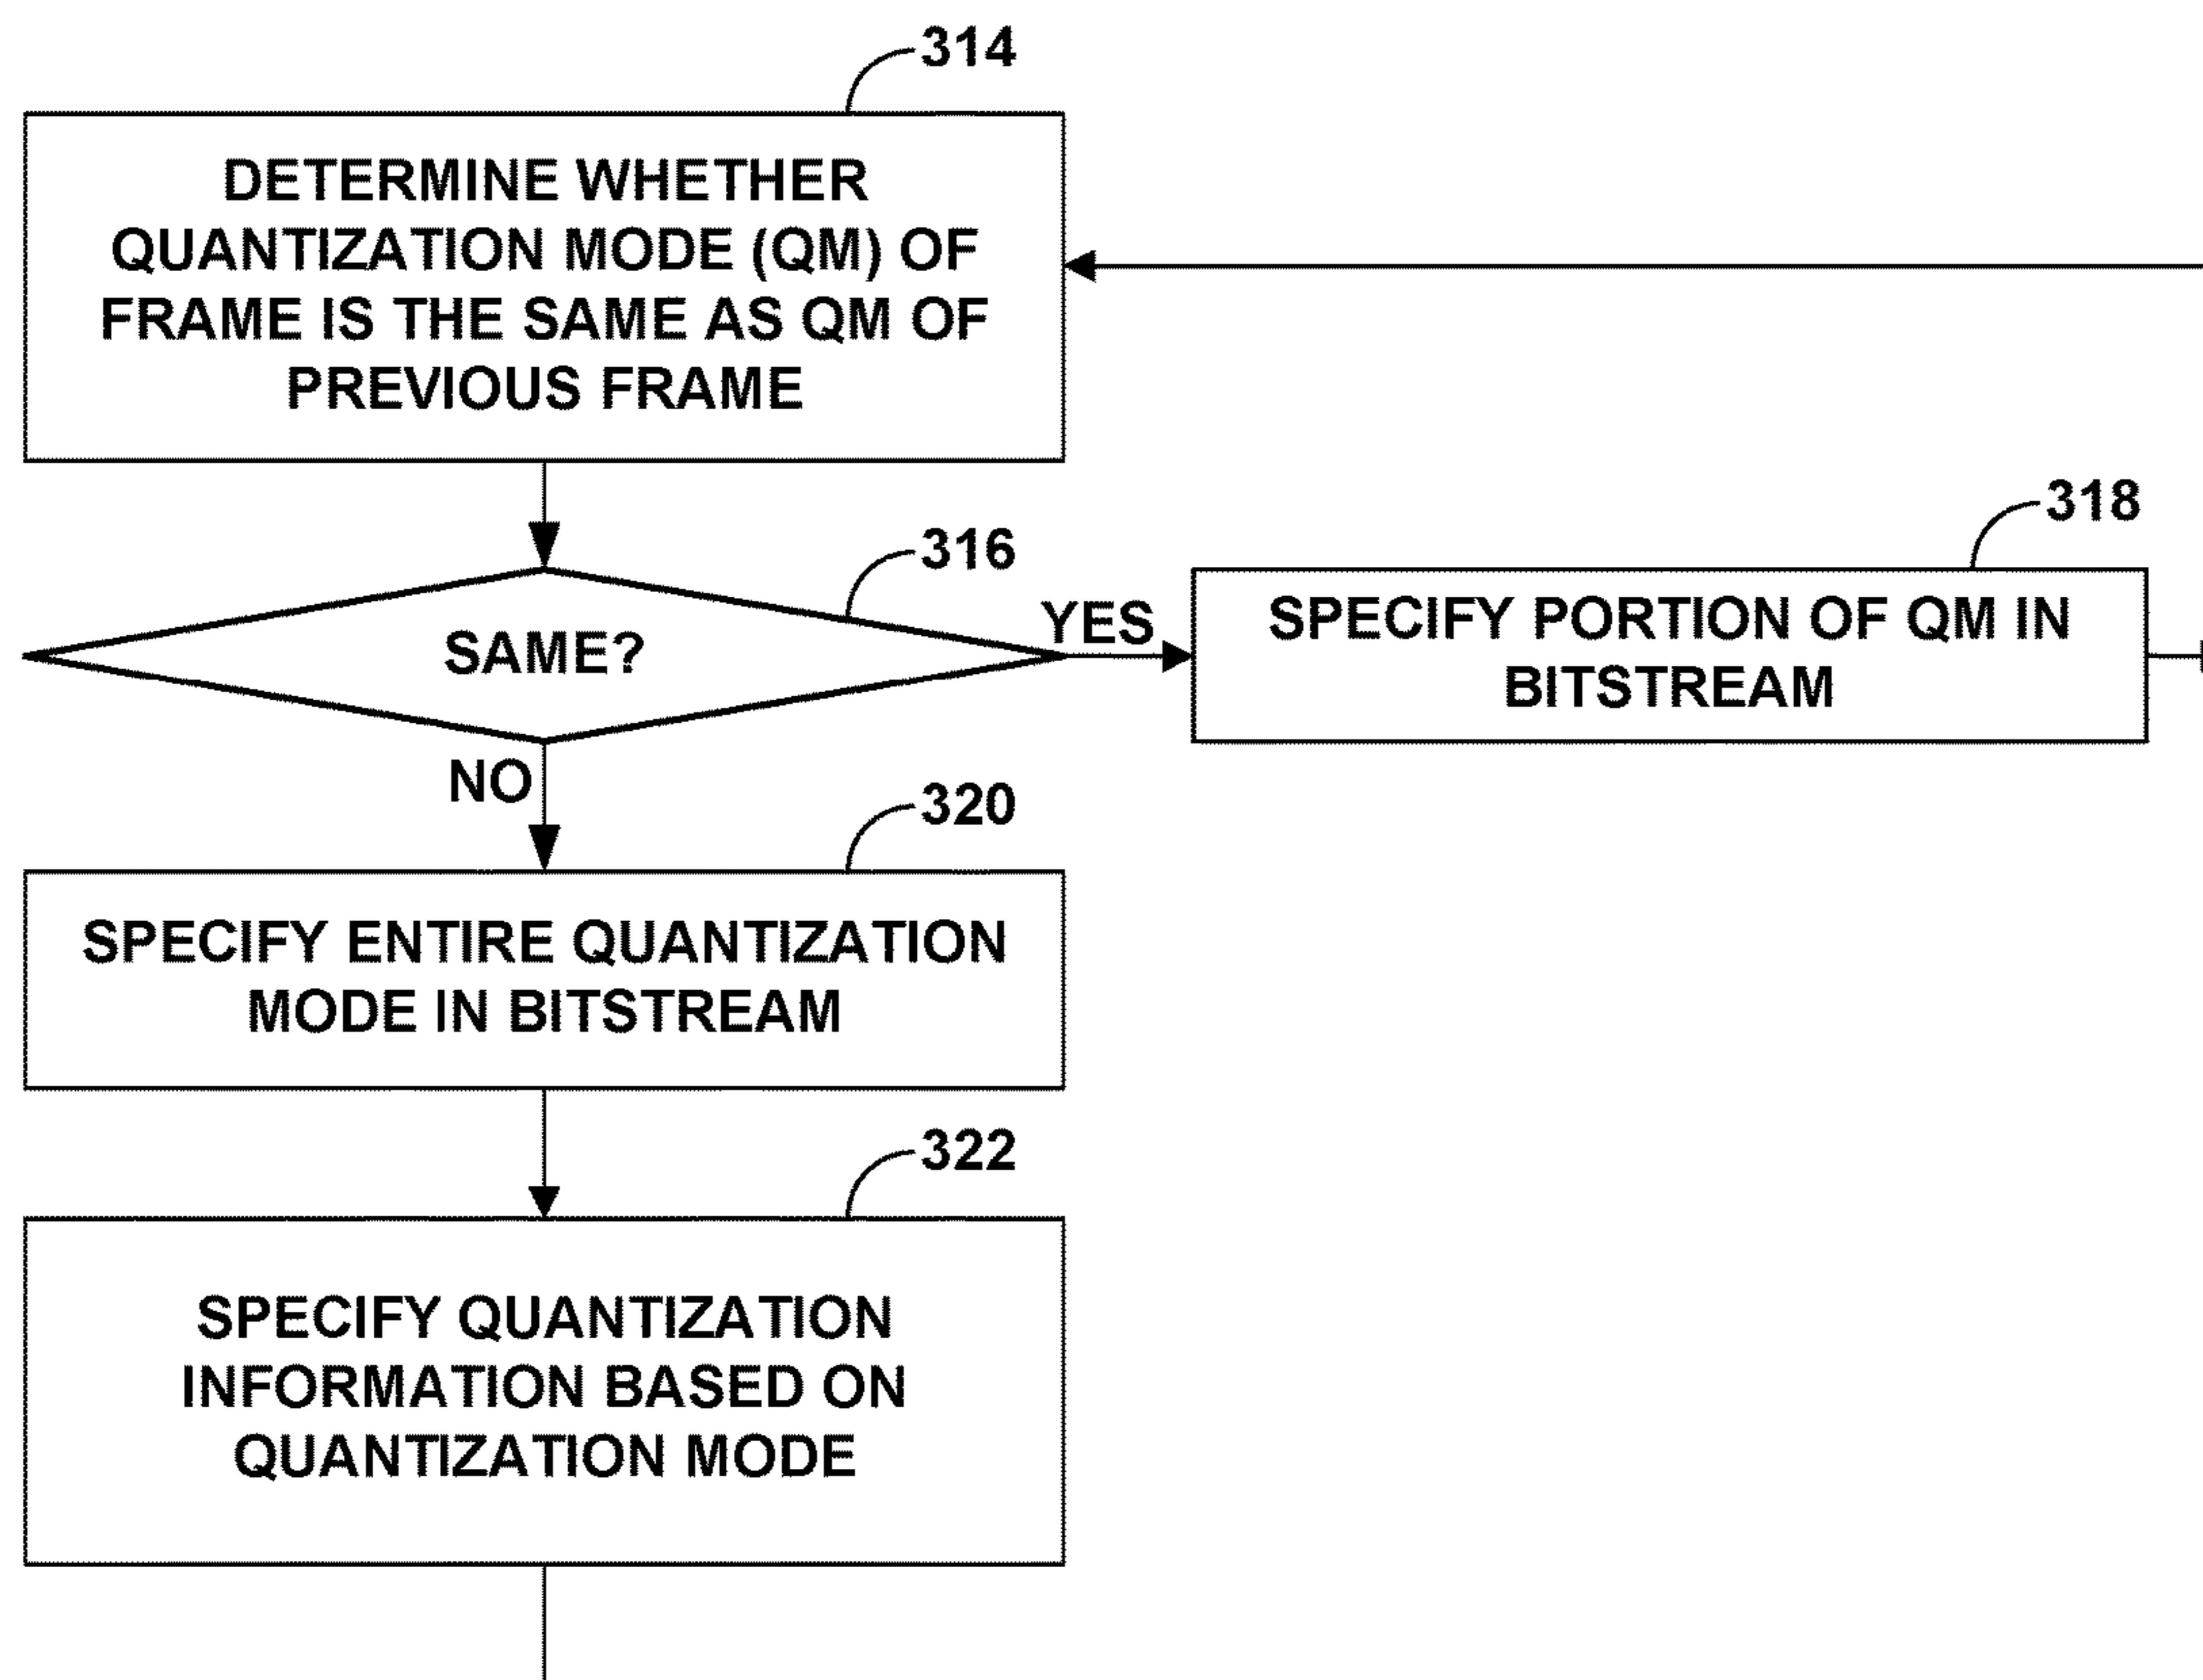 314
DETERMINE WHETHER
QUANTIZATION MODE (QM) OF
FRAME IS THE SAME AS QM OF
PREVIOUS FRAME
316
SAME?
YES
318
SPECIFY PORTION OF QM IN
BITSTREAM
NO
320
SPECIFY ENTIRE QUANTIZATION
MODE IN BITSTREAM
322
SPECIFY QUANTIZATION
INFORMATION BASED ON
QUANTIZATION MODE